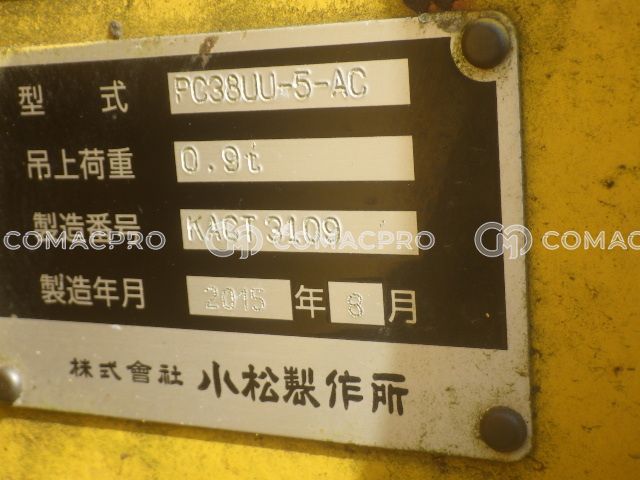 型式 PC38UU-5-AC
吊上荷重 0.9t
製造番号 KACT3109
製造年月 2015年8月
株式會社 小松製作所
COMACPRO COMACPRO COMACPRO